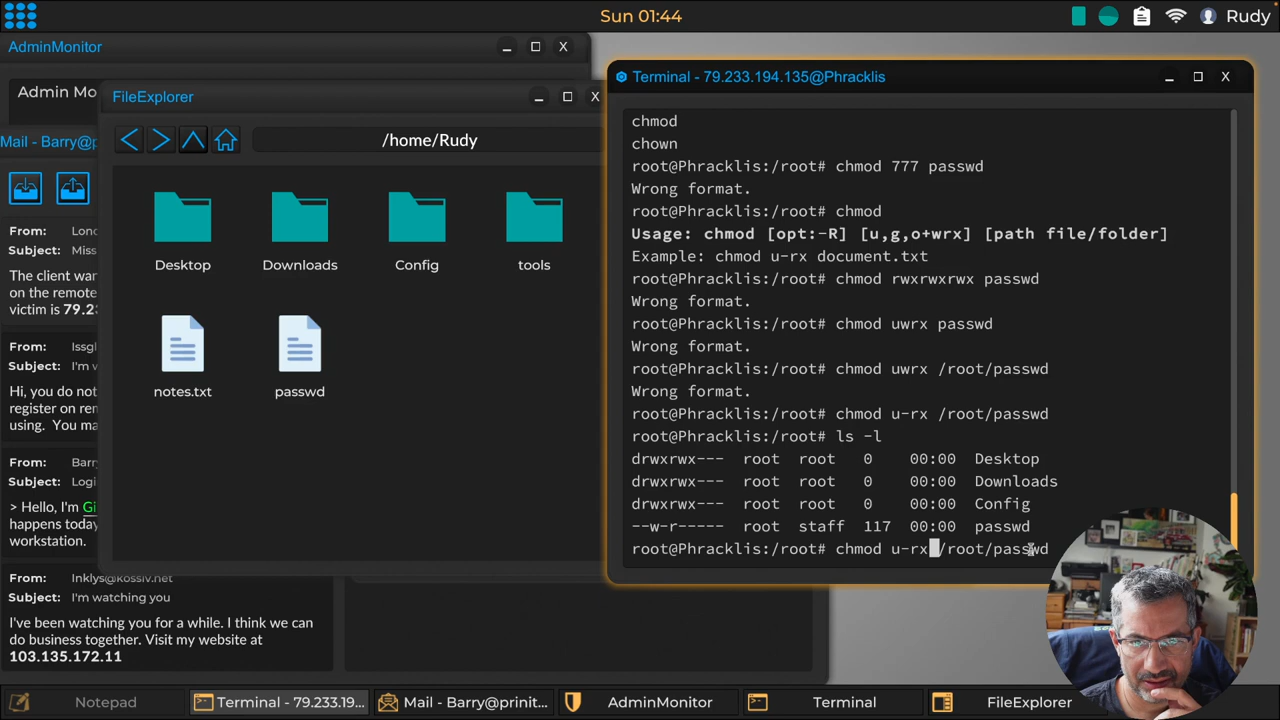 Sun 01:44
Rudy
AdminMonitor
Admin Mo
Mail - Barry@p
From: Lond
Subject: Miss
The client war
on the remote
victim is 79.23
From: Issgl
Subject: I'm w
Hi, you do not
register on rem
using. You ma
From: Barr
Subject: Logi
> Hello, I'm Gi
happens today
workstation.
From: Inklys@kossiv.net
Subject: I'm watching you
I've been watching you for a while. I think we can
do business together. Visit my website at
103.135.172.11
FileExplorer
/home/Rudy
Desktop
Downloads
Config
tools
notes.txt
passwd
Terminal - 79.233.194.135@Phracklis
chmod
chown
root@Phracklis:/root# chmod 777 passwd
Wrong format.
root@Phracklis:/root# chmod
Usage: chmod [opt:-R] [u,g,o+wrx] [path file/folder]
Example: chmod u-rx document.txt
root@Phracklis:/root# chmod rwxrwxrwx passwd
Wrong format.
root@Phracklis:/root# chmod uwrx passwd
Wrong format.
root@Phracklis:/root# chmod uwrx /root/passwd
Wrong format.
root@Phracklis:/root# chmod u-rx /root/passwd
root@Phracklis:/root# ls -l
drwxrwx--- root root 0 00:00 Desktop
drwxrwx--- root root 0 00:00 Downloads
drwxrwx--- root root 0 00:00 Config
--w-r----- root staff 117 00:00 passwd
root@Phracklis:/root# chmod u-rx /root/passwd
Notepad
Terminal - 79.233.19...
Mail - Barry@prinit...
AdminMonitor
Terminal
FileExplorer